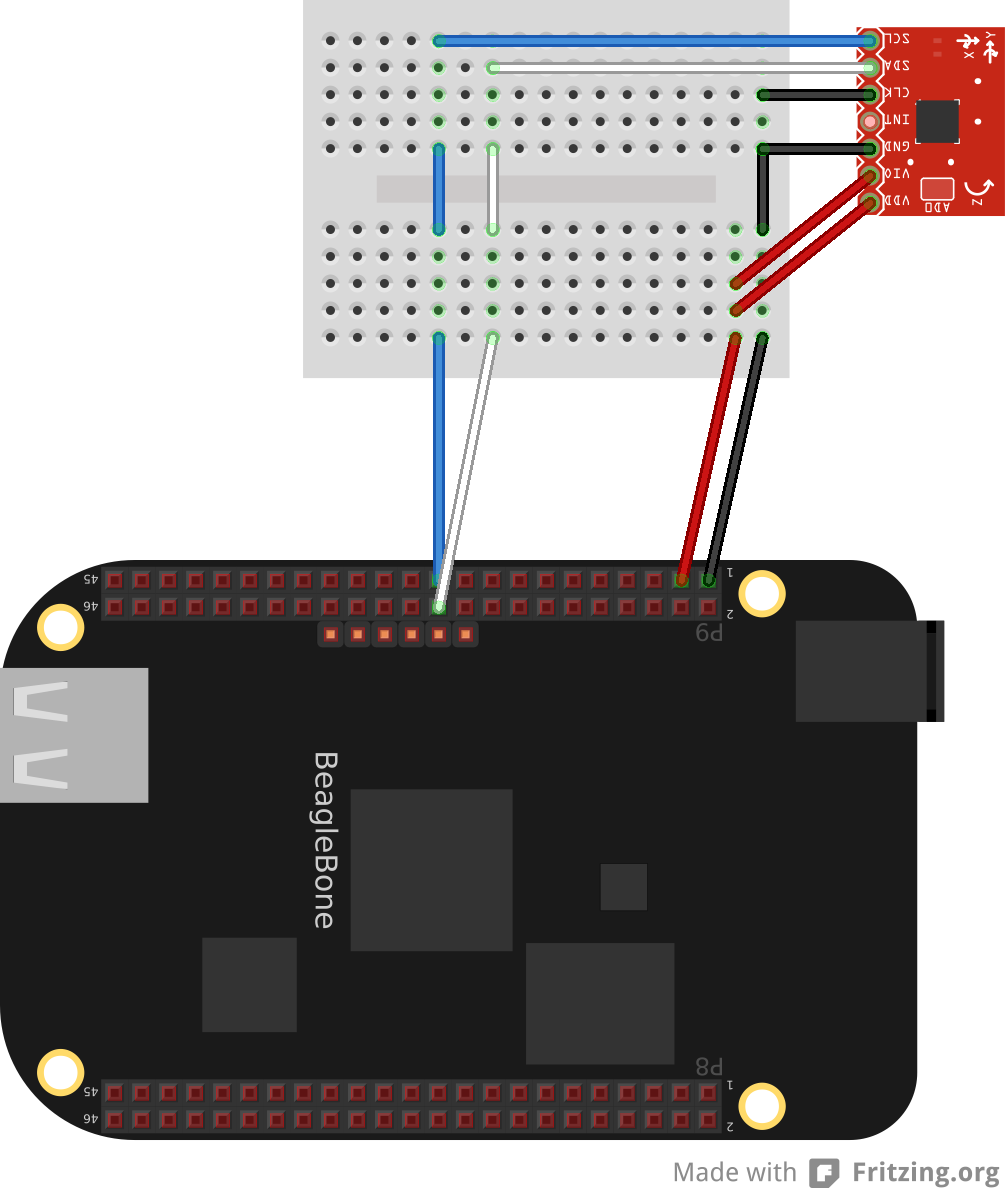 SCL
SDA
CLK
INT
GND
VIO
VDD
Y
X
Z
AD0
45
1
46
2
P9
BeagleBone
P8
45
1
46
2
Made with Fritzing.org